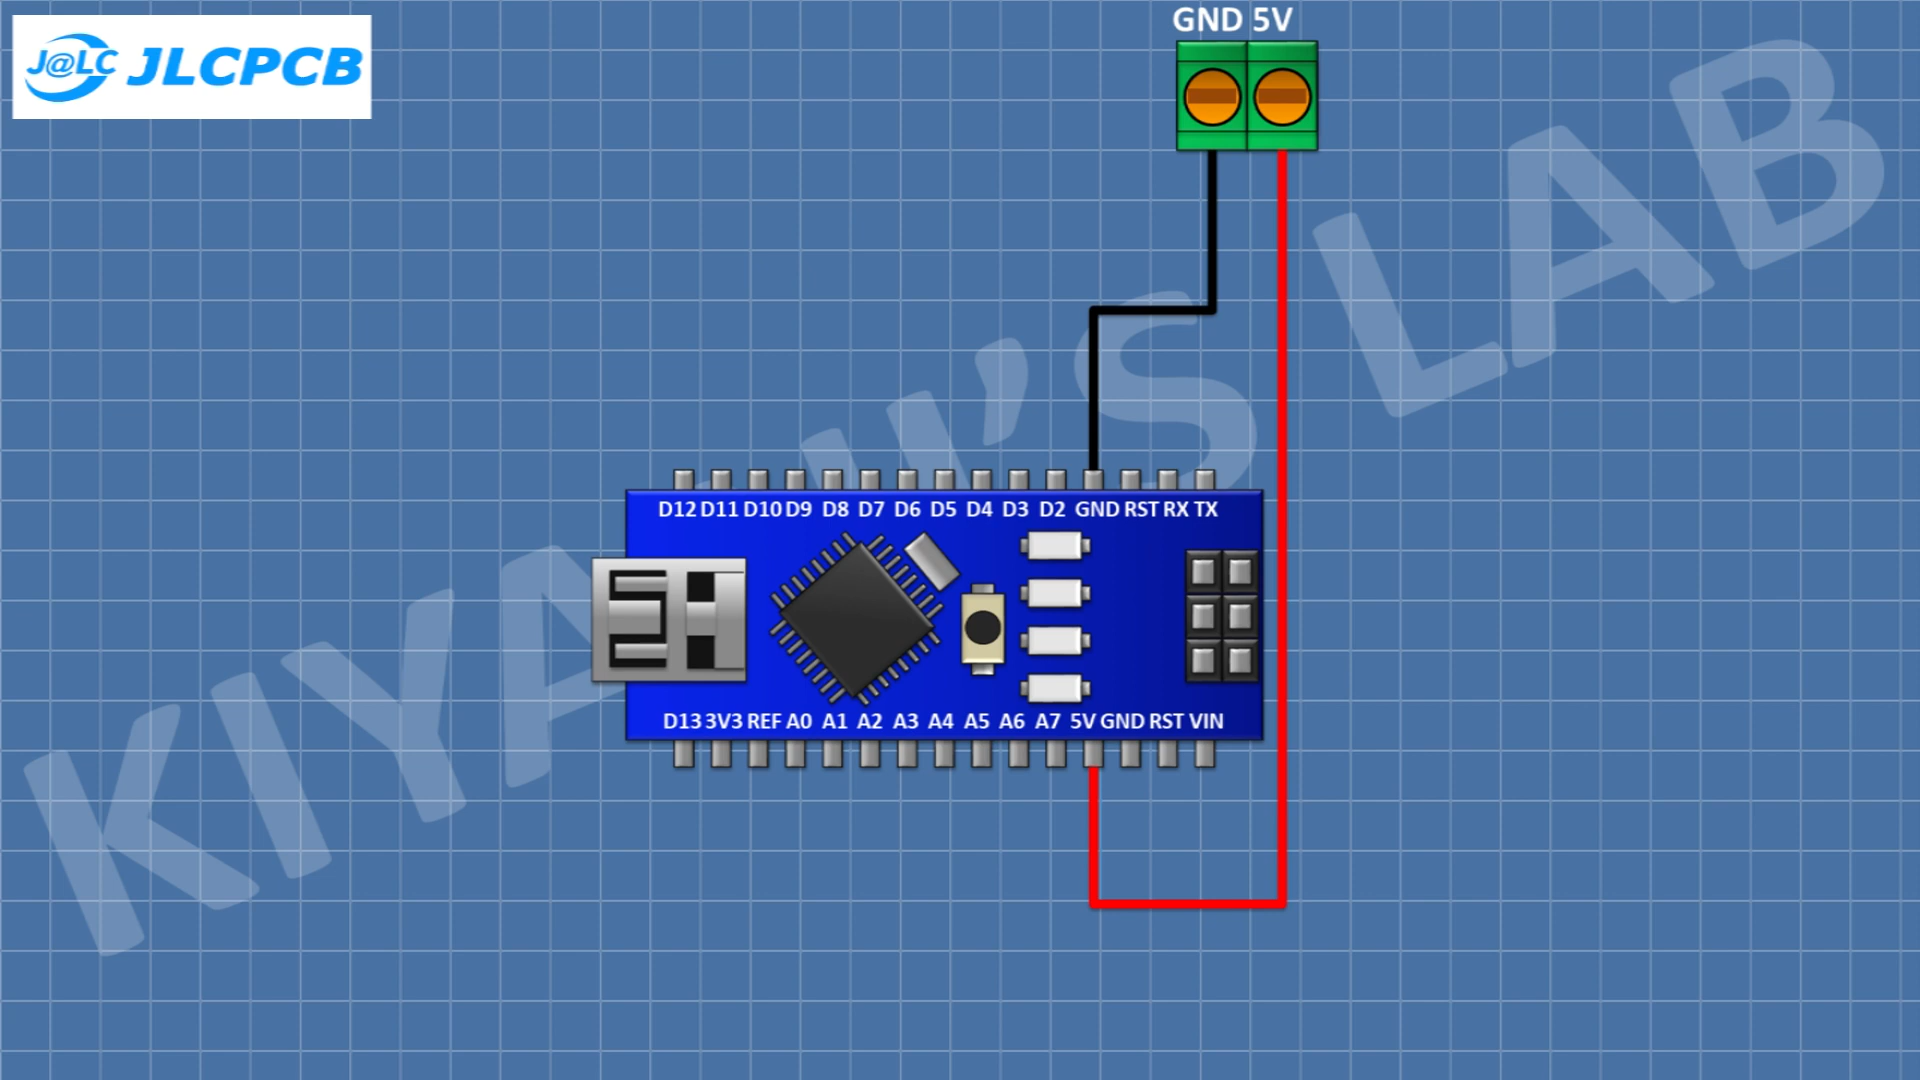 J@LC JLCPCB
GND 5V
D12 D11 D10 D9 D8 D7 D6 D5 D4 D3 D2 GND RST RX TX
D13 3V3 REF A0 A1 A2 A3 A4 A5 A6 A7 5V GND RST VIN
LAB